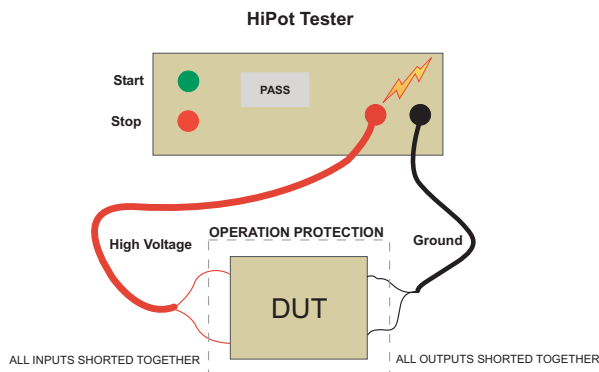 HiPot Tester
Start
PASS
Stop
OPERATION PROTECTION
High Voltage
Ground
DUT
ALL INPUTS SHORTED TOGETHER
ALL OUTPUTS SHORTED TOGETHER